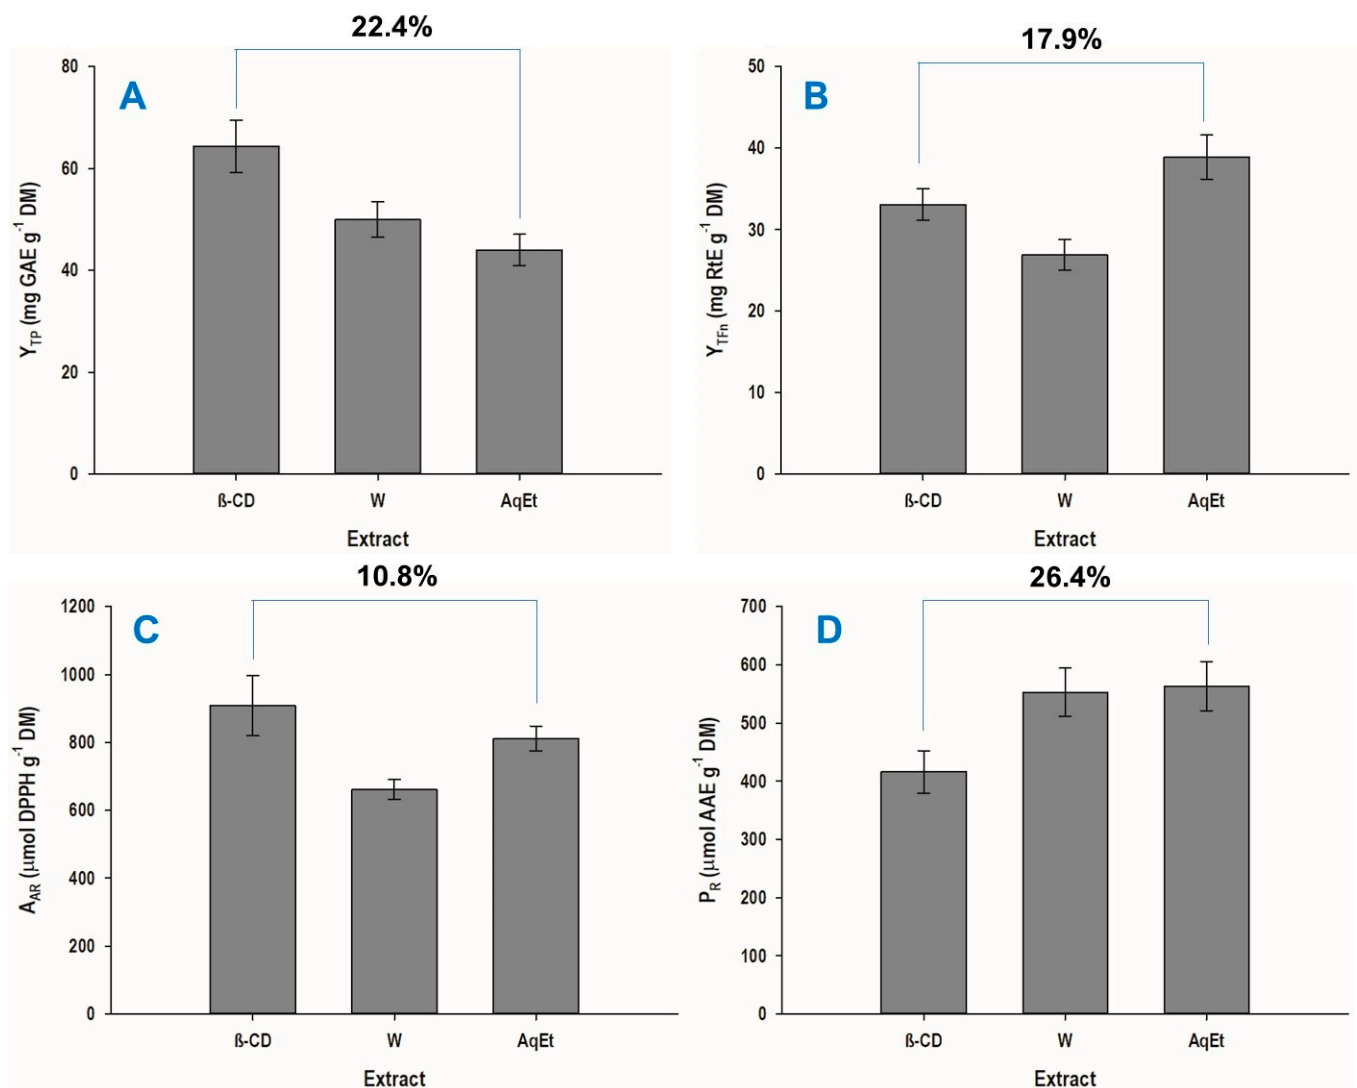 22.4%
A
80
60
40
20
0
Y_TP (mg GAE g⁻¹ DM)
ß-CD W AqEt
Extract
17.9%
B
50
40
30
20
10
0
Y_TFn (mg RtE g⁻¹ DM)
ß-CD W AqEt
Extract
10.8%
C
1200
1000
800
600
400
200
0
A_AR (μmol DPPH g⁻¹ DM)
ß-CD W AqEt
Extract
26.4%
D
700
600
500
400
300
200
100
0
P_R (μmol AAE g⁻¹ DM)
ß-CD W AqEt
Extract